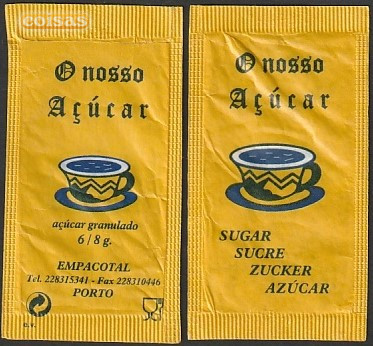 coisas
O nosso
Açúcar
açúcar granulado
6 / 8 g.
EMPACOTAL
Tel. 228315341 - Fax 228310446
PORTO
O. V.
O nosso
Açúcar
SUGAR
SUCRE
ZUCKER
AZÚCAR